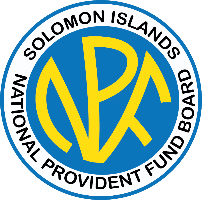 SOLOMON ISLANDS
NPF
NATIONAL PROVIDENT FUND BOARD